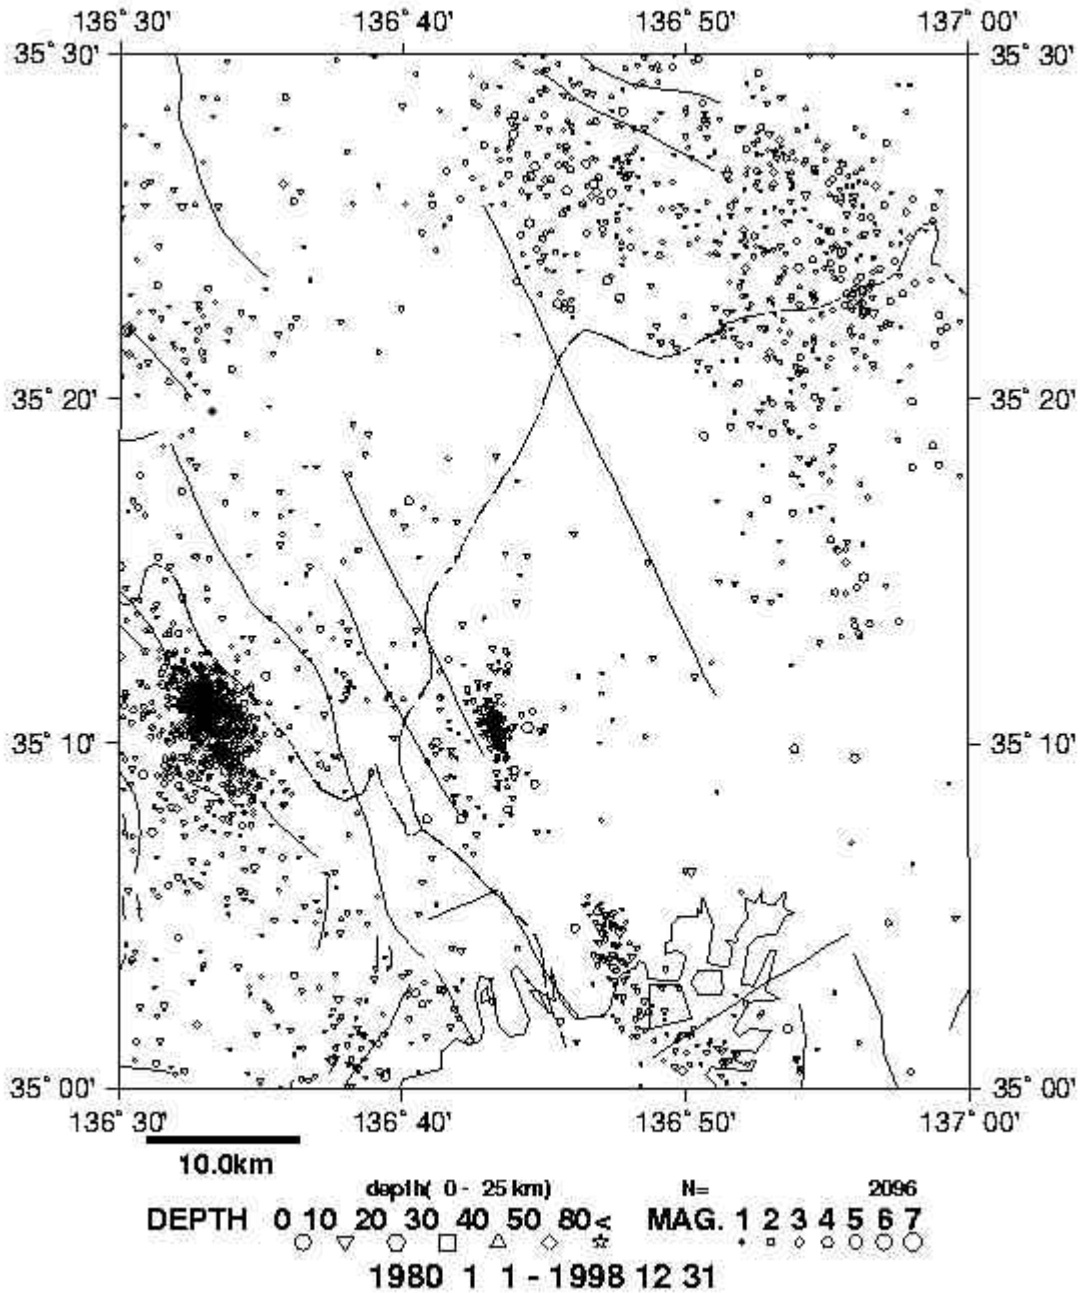 136° 30' 136° 40' 136° 50' 137° 00'
35° 30' 35° 30'
35° 20' 35° 20'
35° 10' 35° 10'
35° 00' 35° 00'
136° 30' 136° 40' 136° 50' 137° 00'
10.0km
depth( 0 - 25 km) N= 2096
DEPTH 0 10 20 30 40 50 80 < MAG. 1 2 3 4 5 6 7
1980 1 1 - 1998 12 31